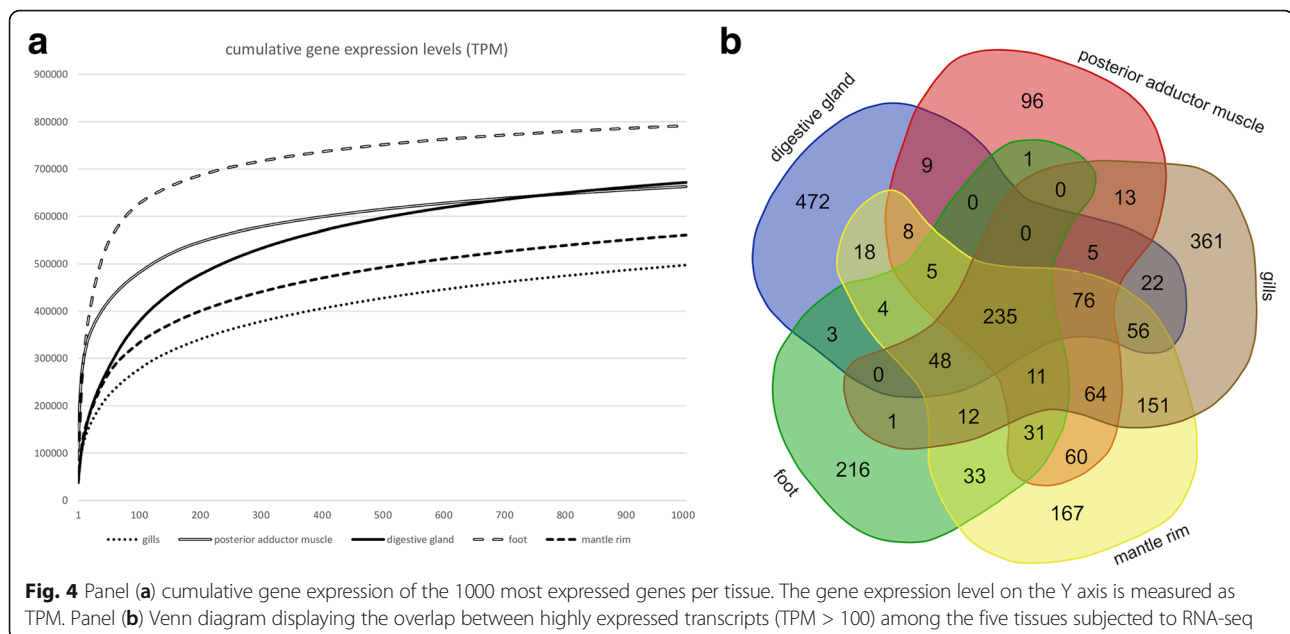 a
cumulative gene expression levels (TPM)
900000
800000
700000
600000
500000
400000
300000
200000
100000
0
1 100 200 300 400 500 600 700 800 900 1000
gills posterior adductor muscle digestive gland foot mantle rim
b
digestive gland
posterior adductor muscle
gills
foot
mantle rim
96
9 1
472 0 0 13
18 8 0 5 361
5 22
4 235 76 56
3 48
0 11 64 151
1 12 31
216 33 60
167
Fig. 4 Panel (a) cumulative gene expression of the 1000 most expressed genes per tissue. The gene expression level on the Y axis is measured as
TPM. Panel (b) Venn diagram displaying the overlap between highly expressed transcripts (TPM > 100) among the five tissues subjected to RNA-seq